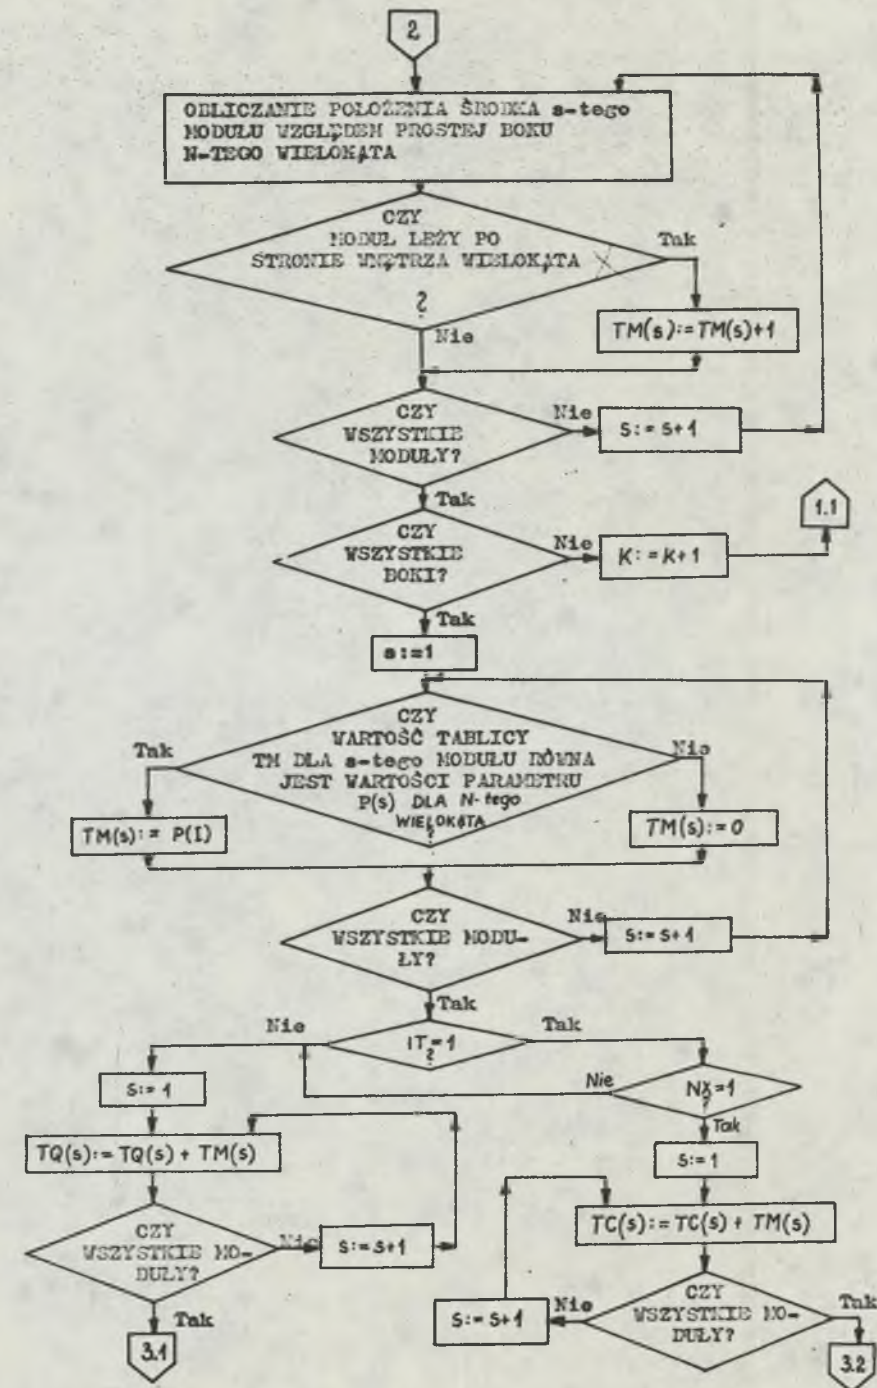 2
OBLICZANIE POŁOŻENIA ŚRODKA s-tego
MODUŁU WZGLĘDEM PROSTEJ BOKU
N-TEGO WIELOKĄTA
CZY
MODUŁ LEŻY PO
STRONIE WNĘTRZA WIELOKĄTA
?
Tak
TM(s):=TM(s)+1
Nie
CZY
WSZYSTKIE
MODUŁY?
Nie
s:=s+1
Tak
1.1
CZY
WSZYSTKIE
BOKI?
Nie
K:=K+1
Tak
s:=1
CZY
WARTOŚĆ TABLICY
TM DLA s-tego MODUŁU RÓWNA
JEST WARTOŚCI PARAMETRU
P(s) DLA N-tego
WIELOKĄTA
?
Tak
Nie
TM(s):= P(I)
TM(s):=0
CZY
WSZYSTKIE MODU-
ŁY?
Nie
s:=s+1
Tak
Nie
IT=1
?
Tak
s:=1
Nie
=1
?
Tak
TQ(s):=TQ(s)+TM(s)
s:=1
TC(s):=TC(s)+TM(s)
CZY
WSZYSTKIE MO-
DUŁY?
Nie
s:=s+1
s:=s+1
Nie
CZY
WSZYSTKIE MO-
DUŁY?
Tak
Tak
3.1
3.2